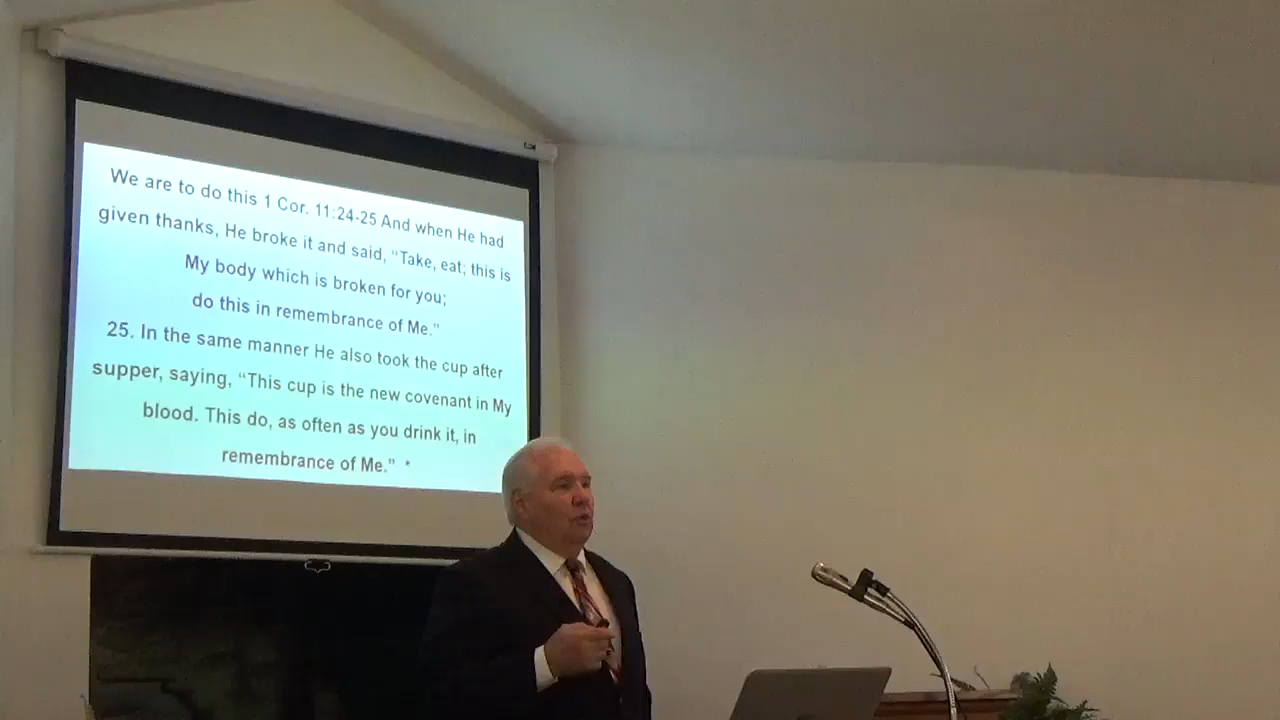 We are to do this 1 Cor. 11:24-25 And when He had
given thanks, He broke it and said, “Take, eat; this is
My body which is broken for you;
do this in remembrance of Me.”
25. In the same manner He also took the cup after
supper, saying, “This cup is the new covenant in My
blood. This do, as often as you drink it, in
remembrance of Me.” *